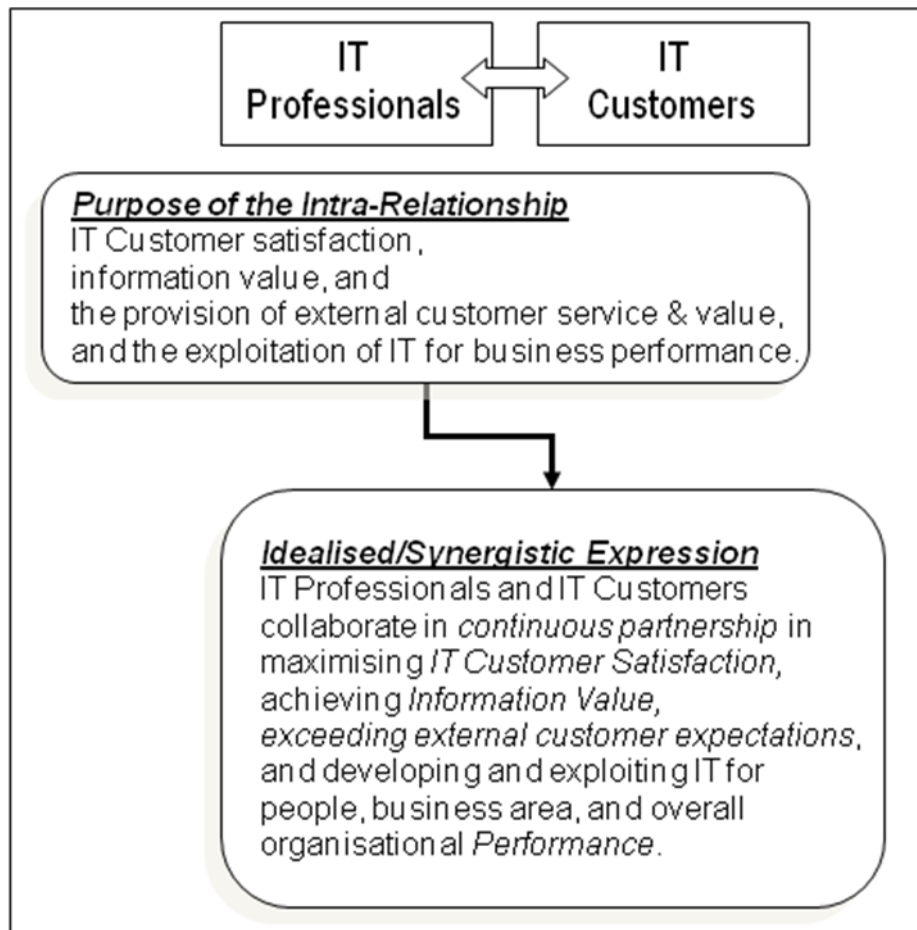 IT
Professionals
IT
Customers
Purpose of the Intra-Relationship
IT Customer satisfaction,
information value, and
the provision of external customer service & value,
and the exploitation of IT for business performance.
Idealised/Synergistic Expression
IT Professionals and IT Customers
collaborate in continuous partnership in
maximising IT Customer Satisfaction,
achieving Information Value,
exceeding external customer expectations,
and developing and exploiting IT for
people, business area, and overall
organisational Performance.